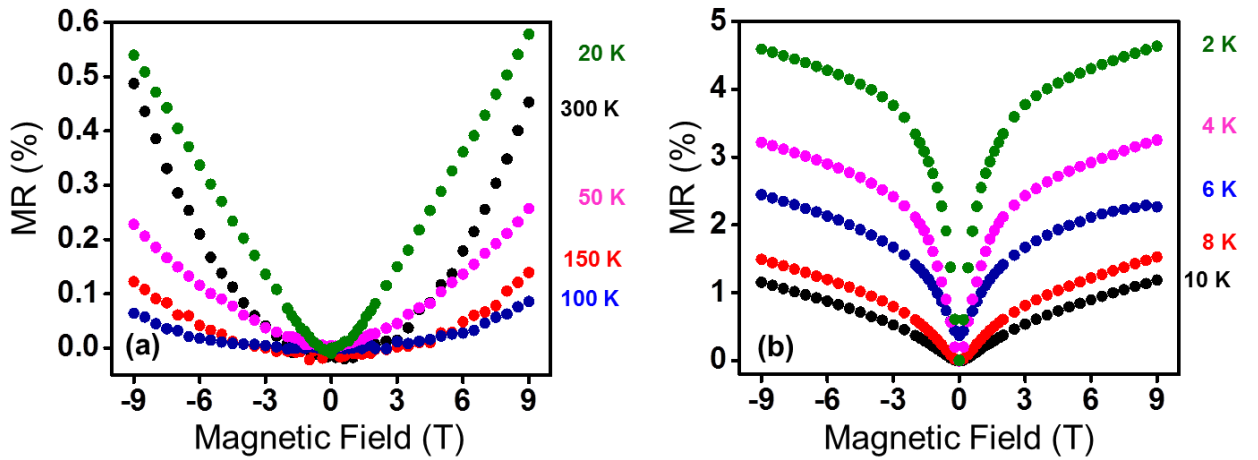 0.6
0.5
0.4
0.3
0.2
0.1
0.0
MR (%)
20 K
300 K
50 K
150 K
100 K
(a)
-9 -6 -3 0 3 6 9
Magnetic Field (T)
5
4
3
2
1
0
MR (%)
2 K
4 K
6 K
8 K
10 K
(b)
-9 -6 -3 0 3 6 9
Magnetic Field (T)